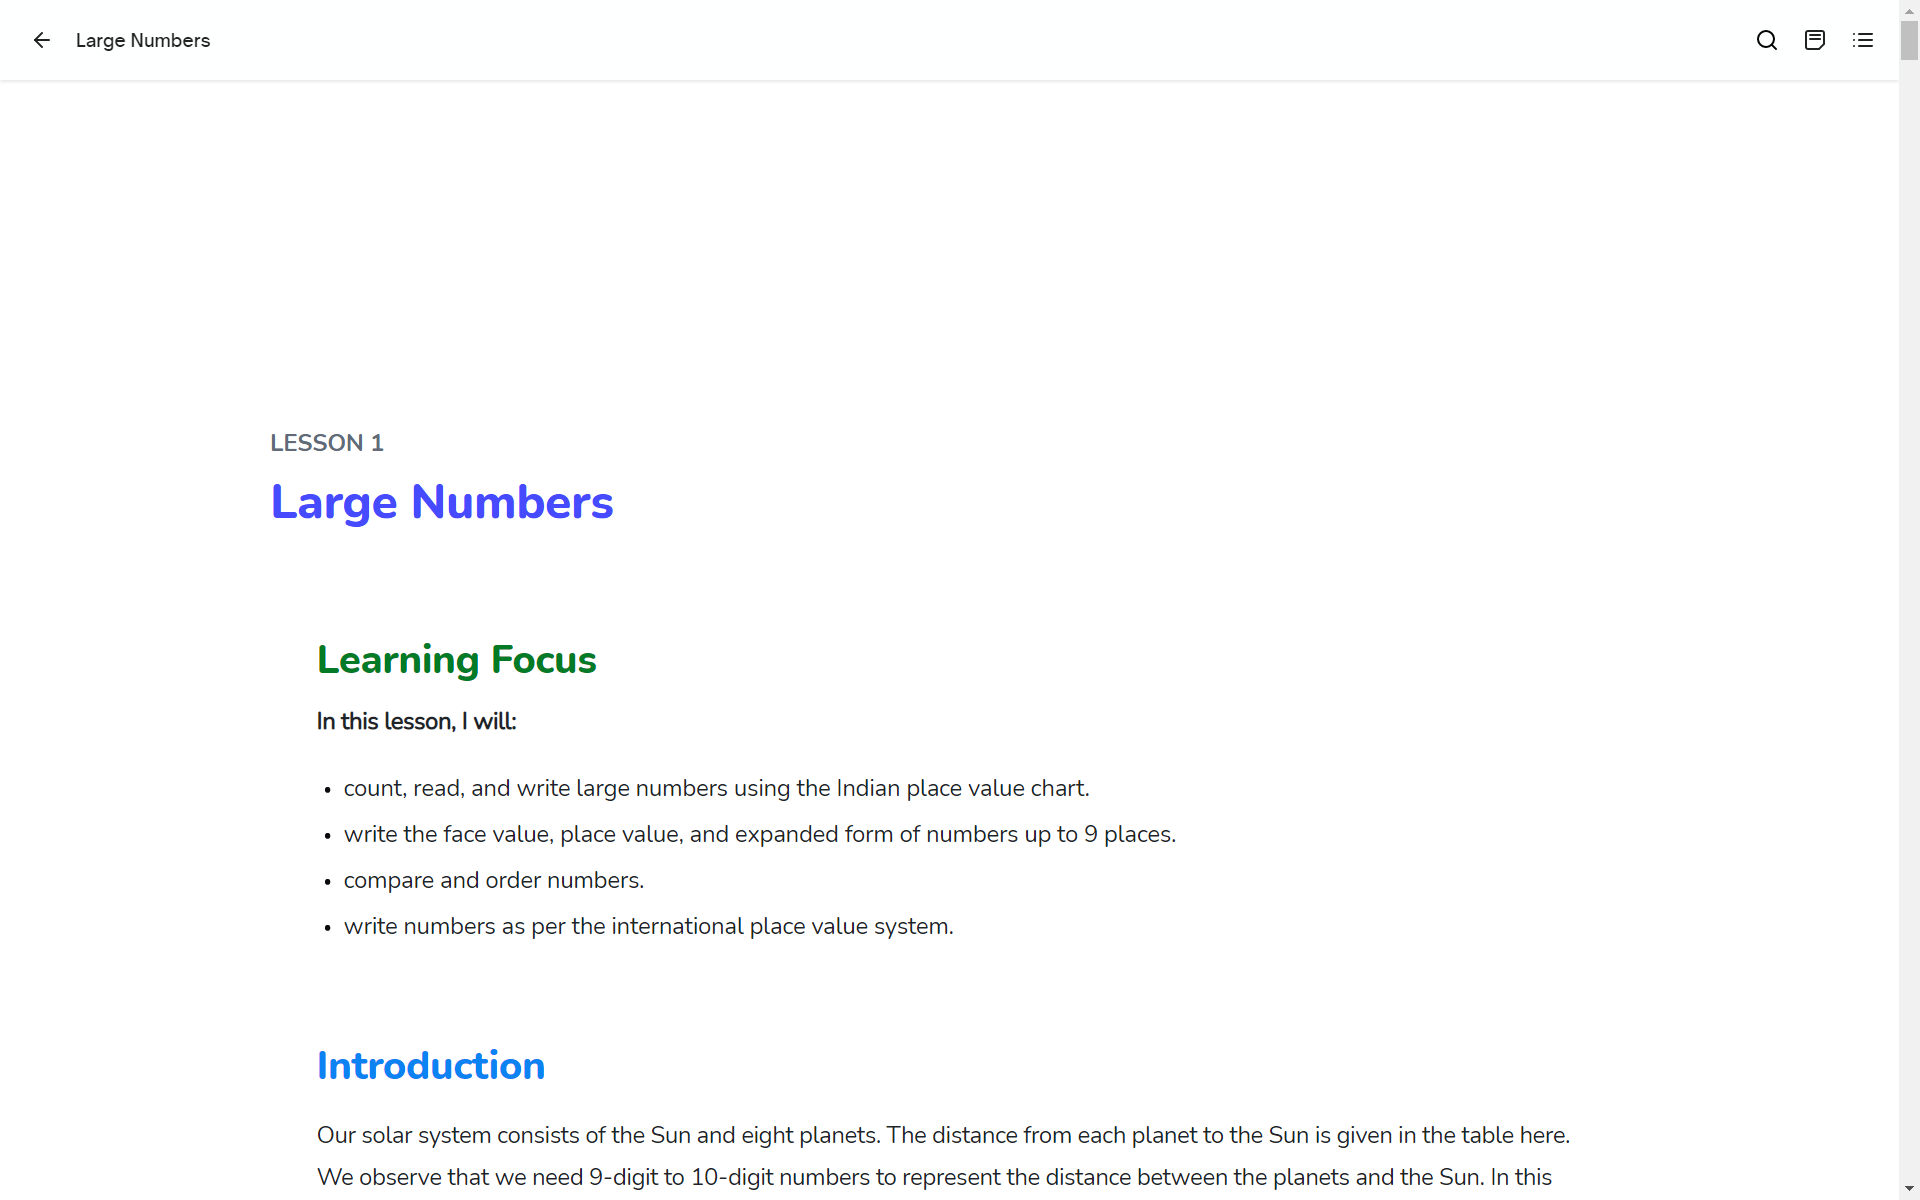 Large Numbers
LESSON 1
Large Numbers
Learning Focus
In this lesson, I will:
• count, read, and write large numbers using the Indian place value chart.
• write the face value, place value, and expanded form of numbers up to 9 places.
• compare and order numbers.
• write numbers as per the international place value system.
Introduction
Our solar system consists of the Sun and eight planets. The distance from each planet to the Sun is given in the table here.
We observe that we need 9-digit to 10-digit numbers to represent the distance between the planets and the Sun. In this